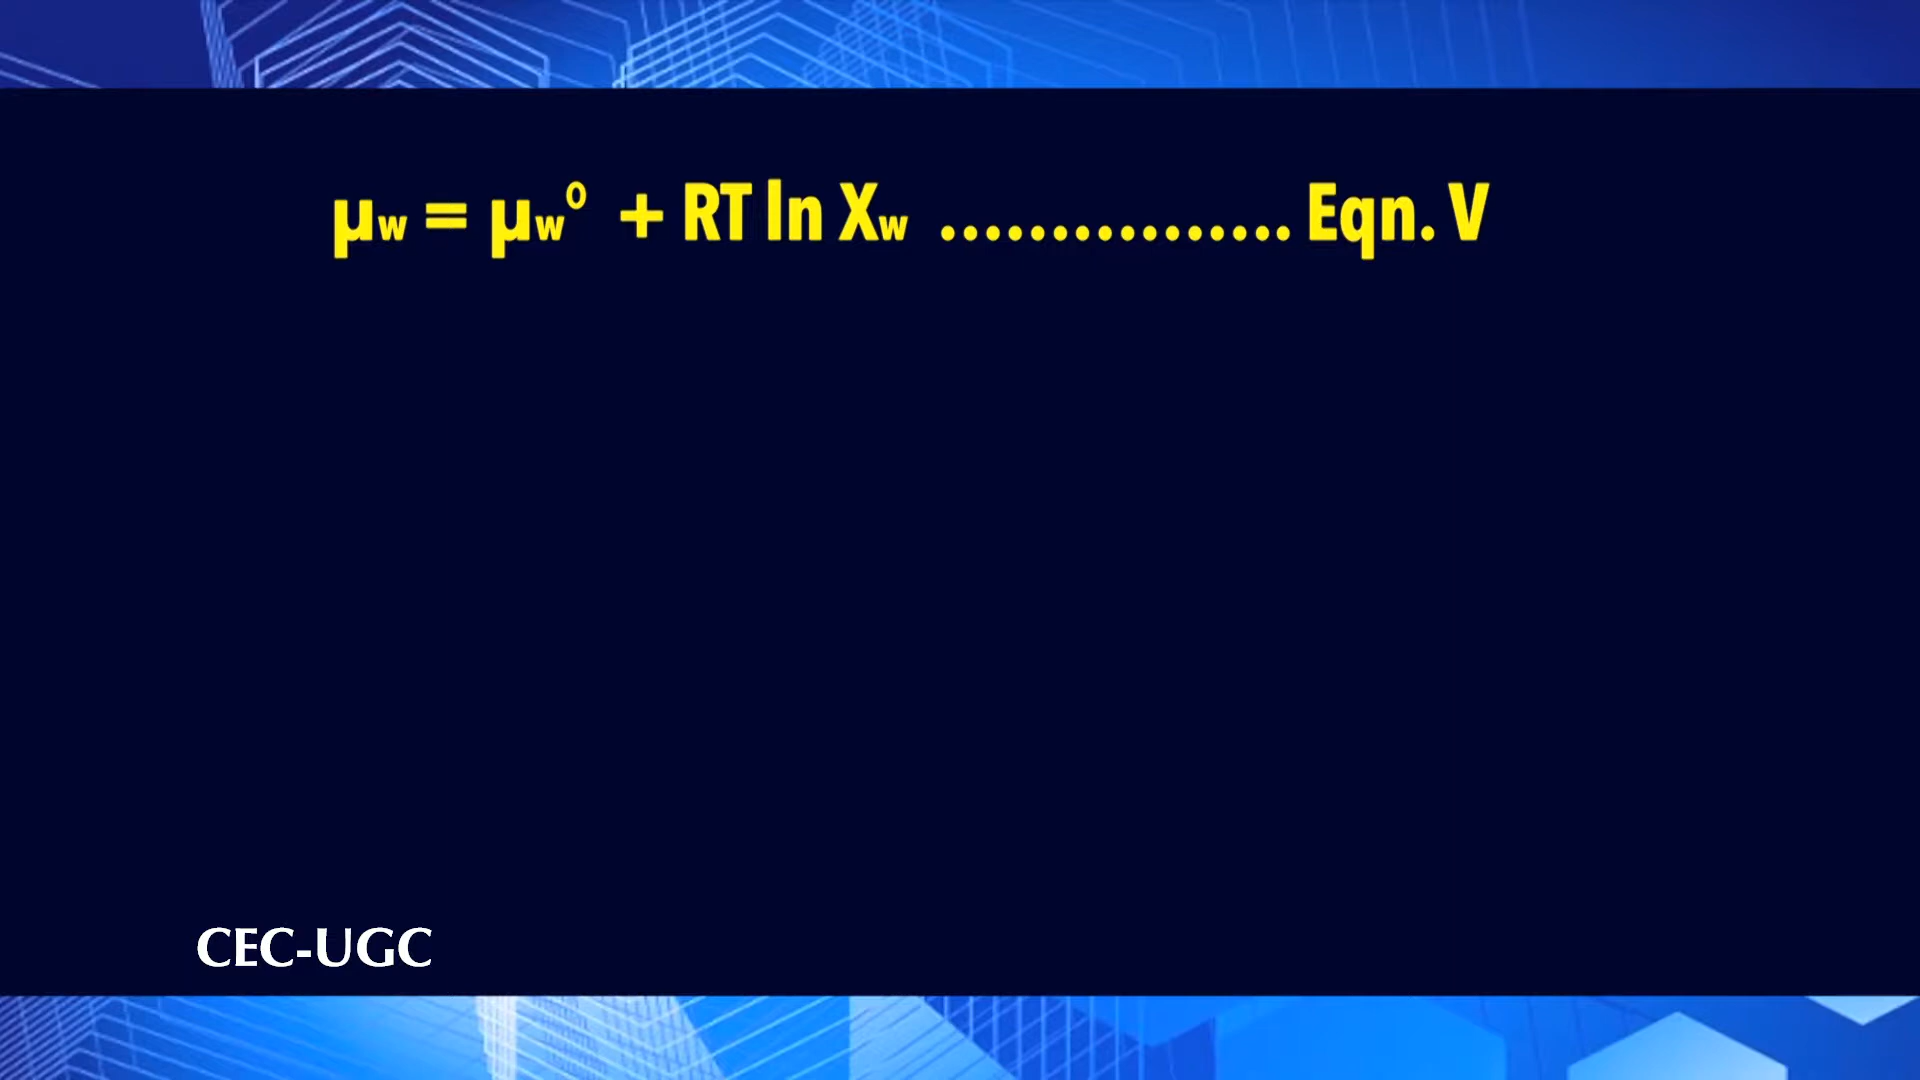 μw = μw° + RT ln Xw ................ Eqn. V
CEC-UGC